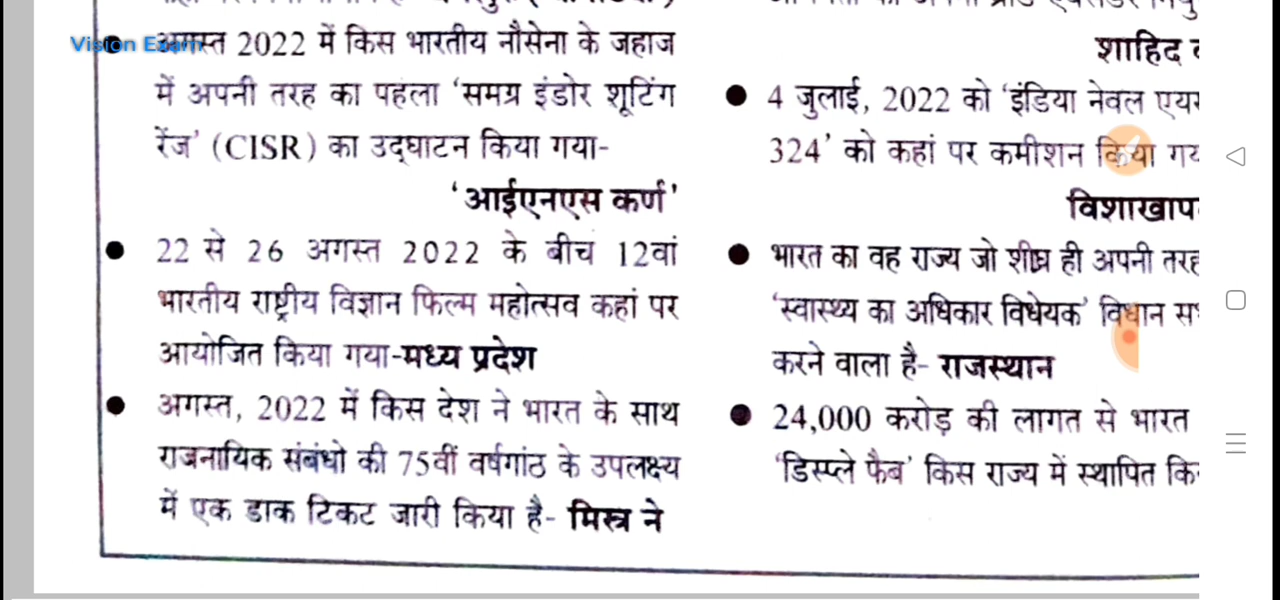 Vision Exam
अगस्त 2022 में किस भारतीय नौसेना के जहाज
में अपनी तरह का पहला ‘समग्र इंडोर शूटिंग
रेंज’ (CISR) का उद्घाटन किया गया-
‘आईएनएस कर्ण’
● 22 से 26 अगस्त 2022 के बीच 12वां
भारतीय राष्ट्रीय विज्ञान फिल्म महोत्सव कहां पर
आयोजित किया गया-मध्य प्रदेश
● अगस्त, 2022 में किस देश ने भारत के साथ
राजनायिक संबंधो की 75वीं वर्षगांठ के उपलक्ष्य
में एक डाक टिकट जारी किया है- मिस्त्र ने
शाहिद
● 4 जुलाई, 2022 को ‘इंडिया नेवल
324’ को कहां पर कमीशन किया
● भारत का वह राज्य जो शीघ्र ही अपनी तरह
‘स्वास्थ्य का अधिकार विधेयक’ विधान
करने वाला है- राजस्थान
● 24,000 करोड़ की लागत से भारत
‘डिस्प्ले फैब’ किस राज्य में स्थापित